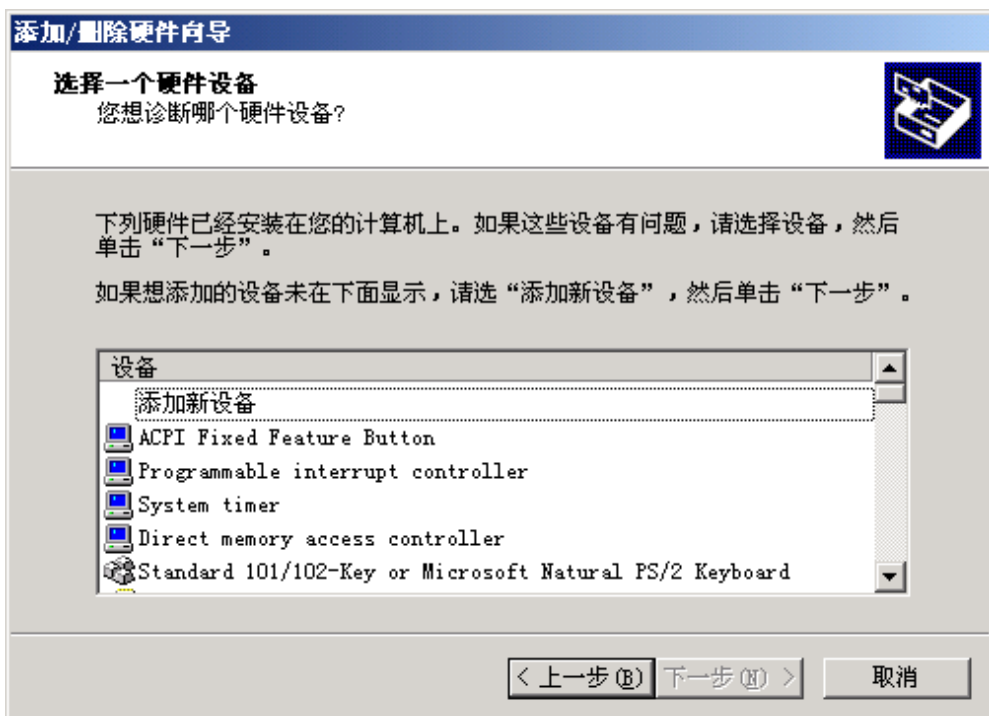 添加/删除硬件向导
选择一个硬件设备
您想诊断哪个硬件设备?
下列硬件已经安装在您的计算机上。如果这些设备有问题，请选择设备，然后
单击“下一步”。
如果想添加的设备未在下面显示，请选“添加新设备”，然后单击“下一步”。
设备
添加新设备
ACPI Fixed Feature Button
Programmable interrupt controller
System timer
Direct memory access controller
Standard 101/102-Key or Microsoft Natural PS/2 Keyboard
< 上一步(B) 下一步(N) > 取消